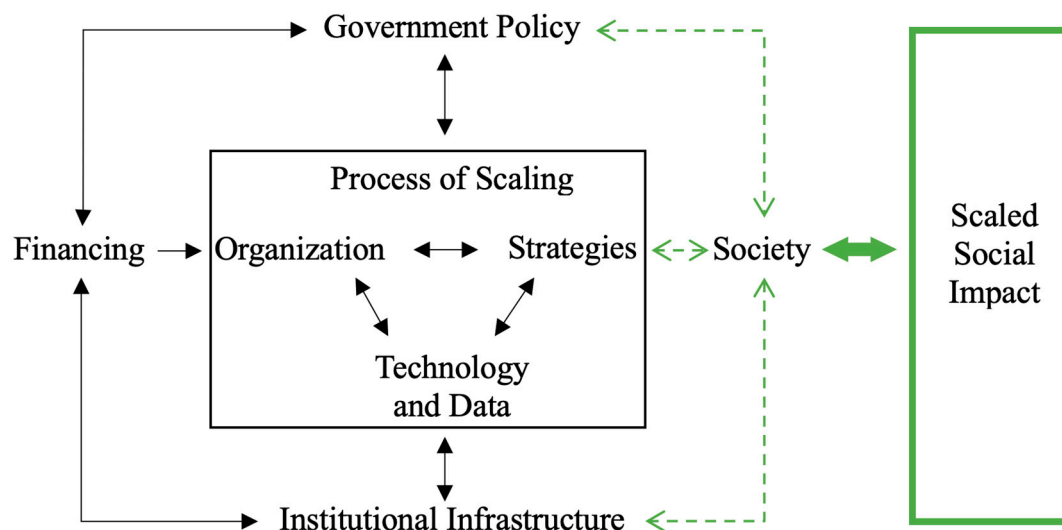 Government Policy
Process of Scaling
Financing
Organization
Strategies
Society
Technology
and Data
Institutional Infrastructure
Scaled
Social
Impact